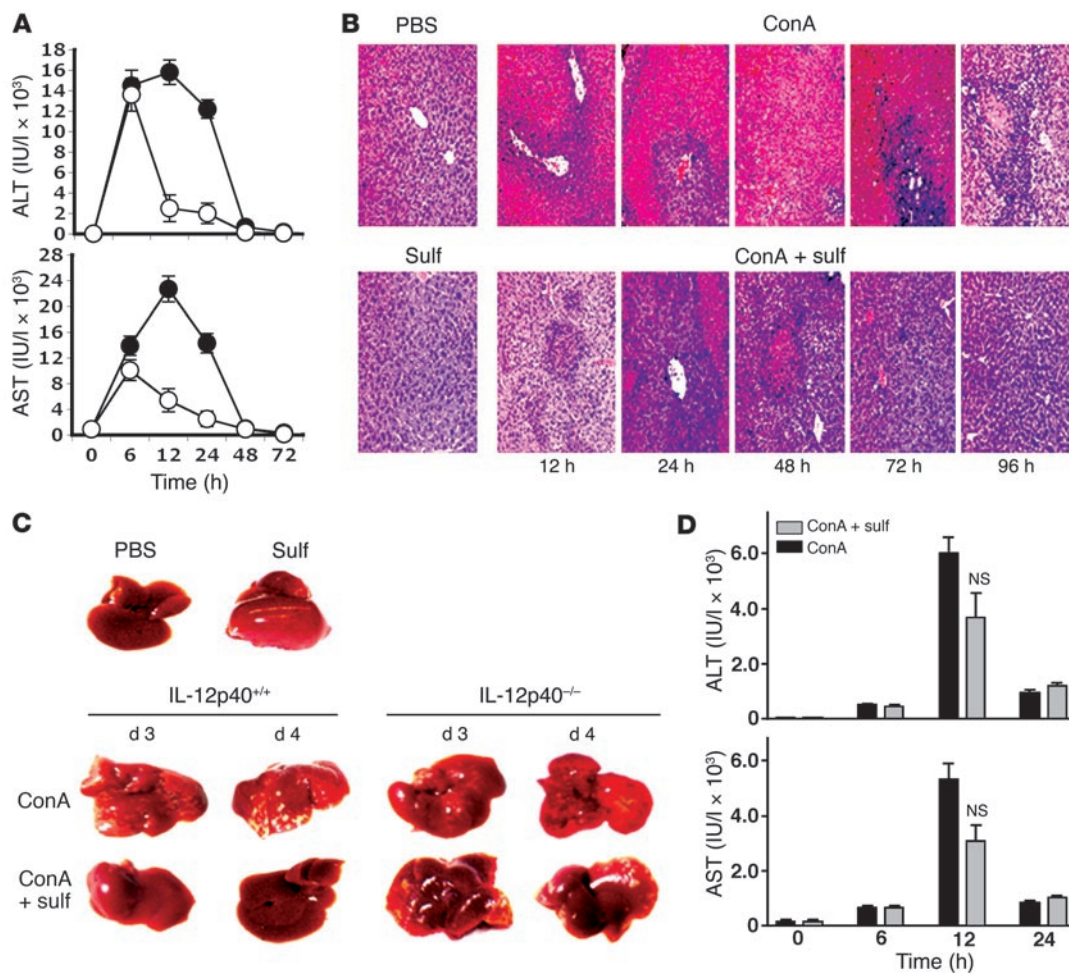 A
ALT (IU/l × 10³)
18
16
14
12
10
8
6
4
2
0
AST (IU/l × 10³)
28
24
20
16
12
8
4
0
0 6 12 24 48 72
Time (h)
B
PBS ConA
Sulf ConA + sulf
12 h 24 h 48 h 72 h 96 h
C
PBS Sulf
IL-12p40+/+ IL-12p40–/–
d 3 d 4 d 3 d 4
ConA
ConA
+ sulf
D
ConA + sulf
ConA
ALT (IU/l × 10³)
6.0
4.0
2.0
0
NS
AST (IU/l × 10³)
6.0
4.0
2.0
0
NS
0 6 12 24
Time (h)